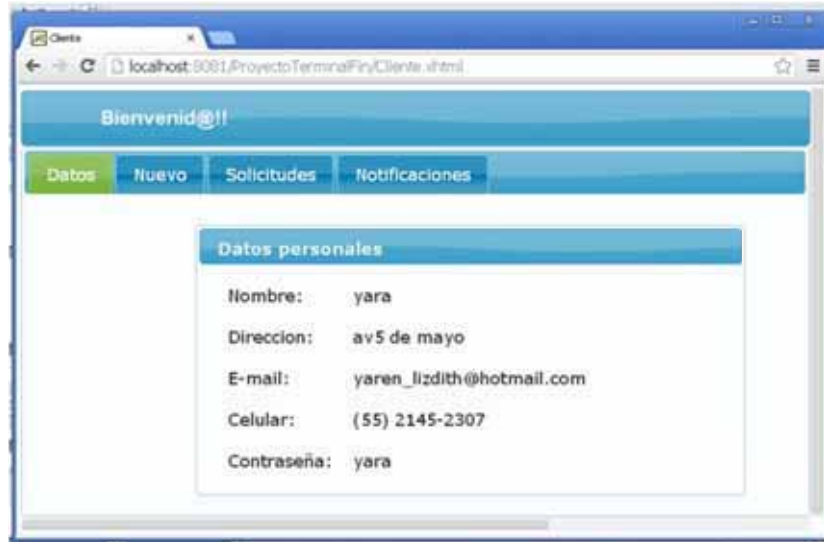 Cliente
localhost:8081/ProyectoTerminalFin/Cliente.xhtml
Bienvenid@!!
Datos Nuevo Solicitudes Notificaciones
Datos personales
Nombre: yara
Direccion: av5 de mayo
E-mail: yaren_lizdith@hotmail.com
Celular: (55) 2145-2307
Contraseña: yara